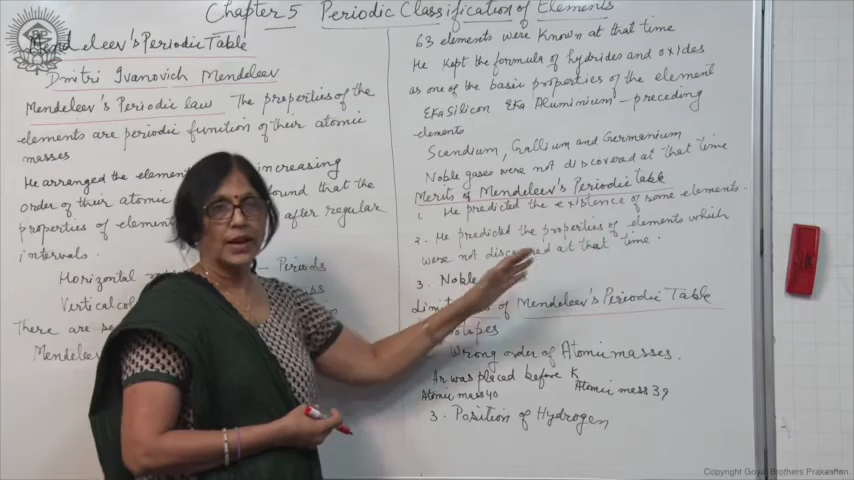 Chapter 5 Periodic Classification of Elements
Mendeleev's Periodic Table
Dmitri Ivanovich Mendeleev
Mendeleev's Periodic law The properties of the
elements are periodic funition of their atomic
masses
He arranged the elemen increasing
order of their atomic found that the
properties of elemen after regular
intervals.
Horizontal – Periods
Vertical col
There are se
Mendeleev
63 elements were known at that time
He kept the formula of hydrides and oxides
as one of the basic properties of the element
Eka Silicon Eka Aluminium – preceding
elements
Scandium, Gallium and Germanium
Noble gases were not discovered at that time
Merits of Mendeleev's Periodic table
1. He predicted the existence of some elements.
2. He predicted the properties of elements which
were not discovered at that time.
3. Noble
Limitations of Mendeleev's Periodic Table
Wrong order of Atomic masses.
Ar was placed before K
Atomic mass 40 Atomic mess 39
3. Position of Hydrogen
Copyright Goyal Brothers Prakashan